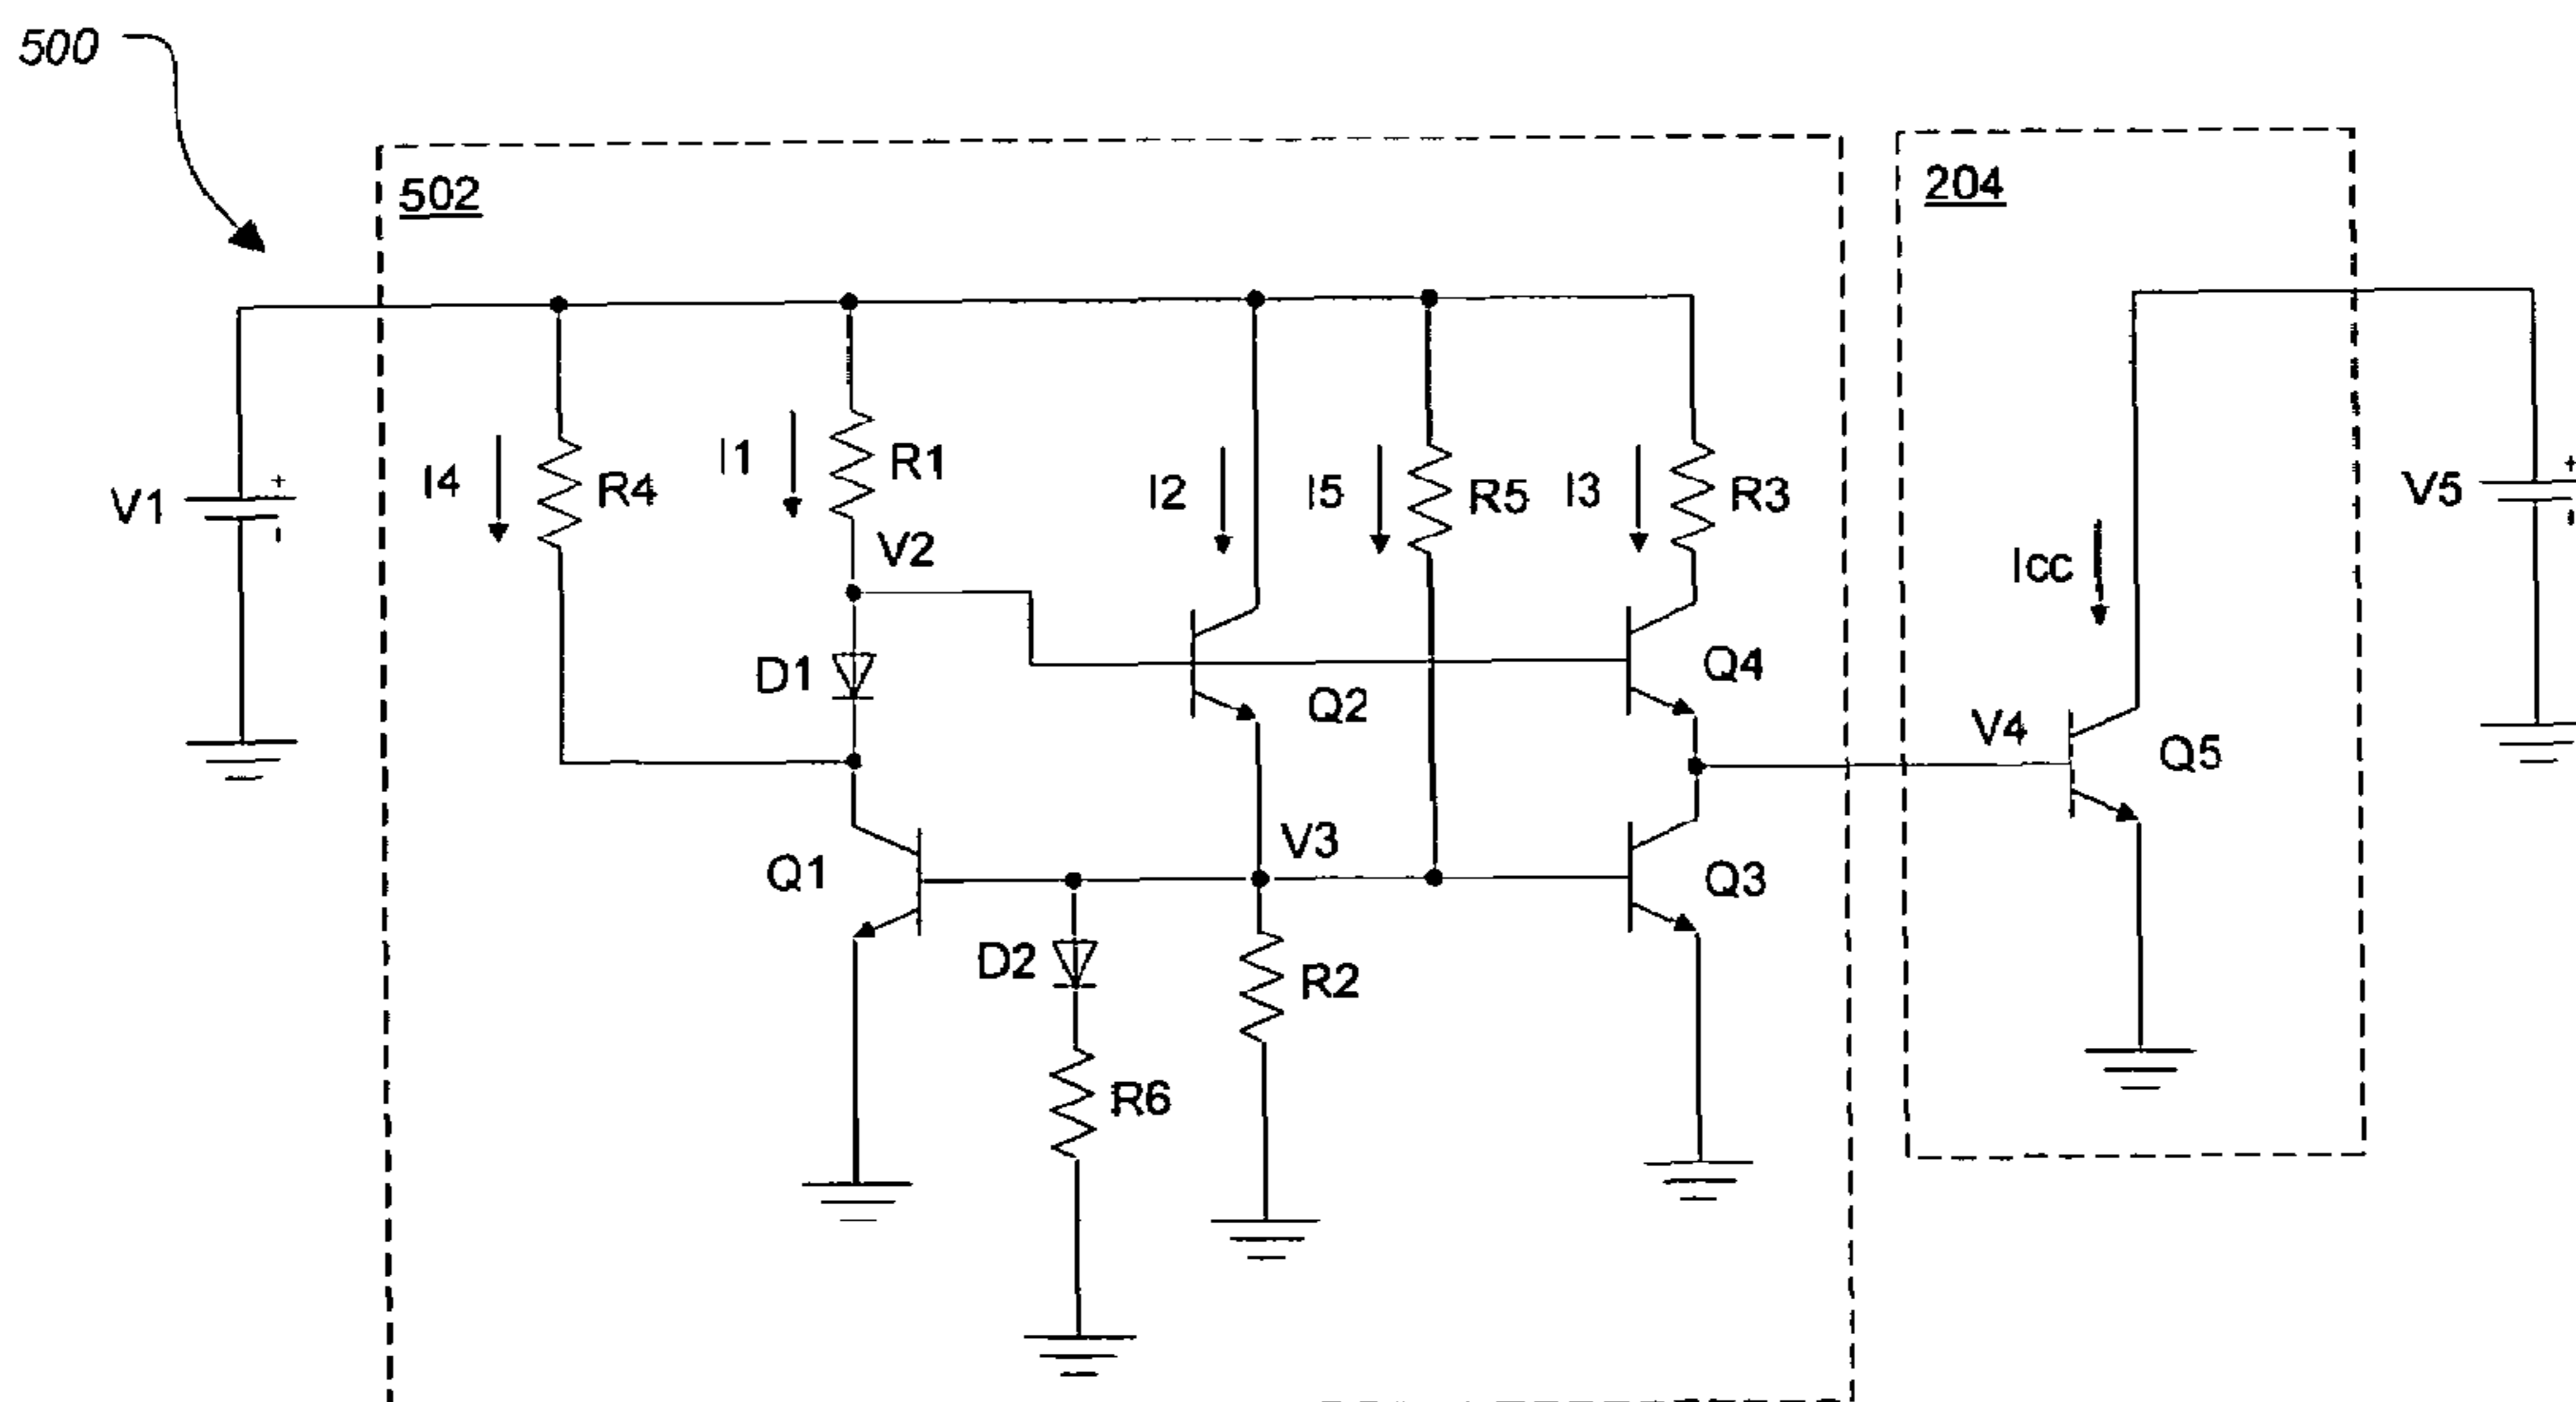 500
502
204
I4
R4
I1
R1
V2
I2
I5
R5
I3
R3
V1
+
-
V5
+
-
Icc
D1
Q2
Q4
V4
Q5
Q1
V3
Q3
D2
R2
R6